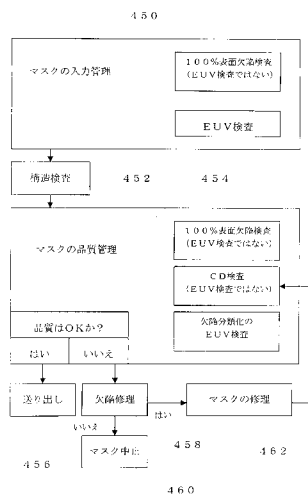 450
マスクの入力管理
100%表面欠陥検査
(EUV検査ではない)
EUV検査
構造検査
452
454
マスクの品質管理
100%表面欠陥検査
(EUV検査ではない)
CD検査
(EUV検査ではない)
欠陥分類化の
EUV検査
品質はOKか?
はい
いいえ
送り出し
欠陥修理
はい
マスクの修理
いいえ
マスク中止
456
458
462
460